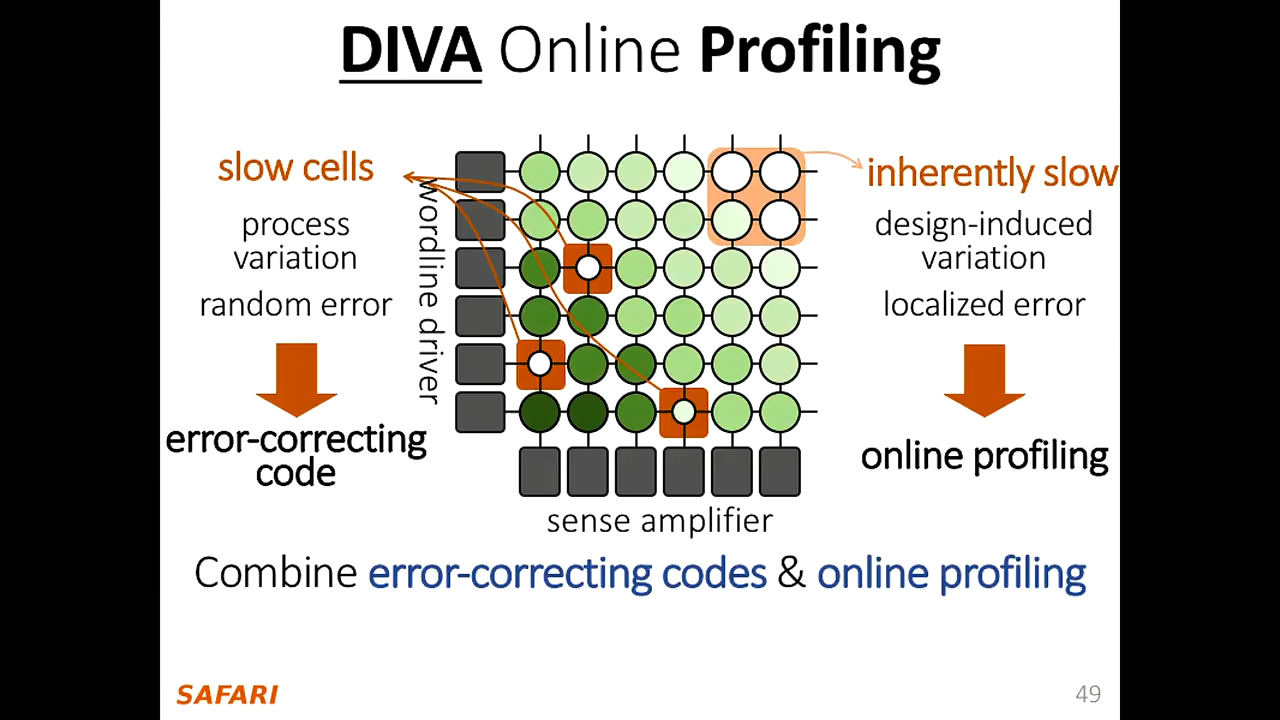 DIVA Online Profiling
slow cells
process
variation
random error
error-correcting
code
wordline driver
sense amplifier
inherently slow
design-induced
variation
localized error
online profiling
Combine error-correcting codes & online profiling
SAFARI
49